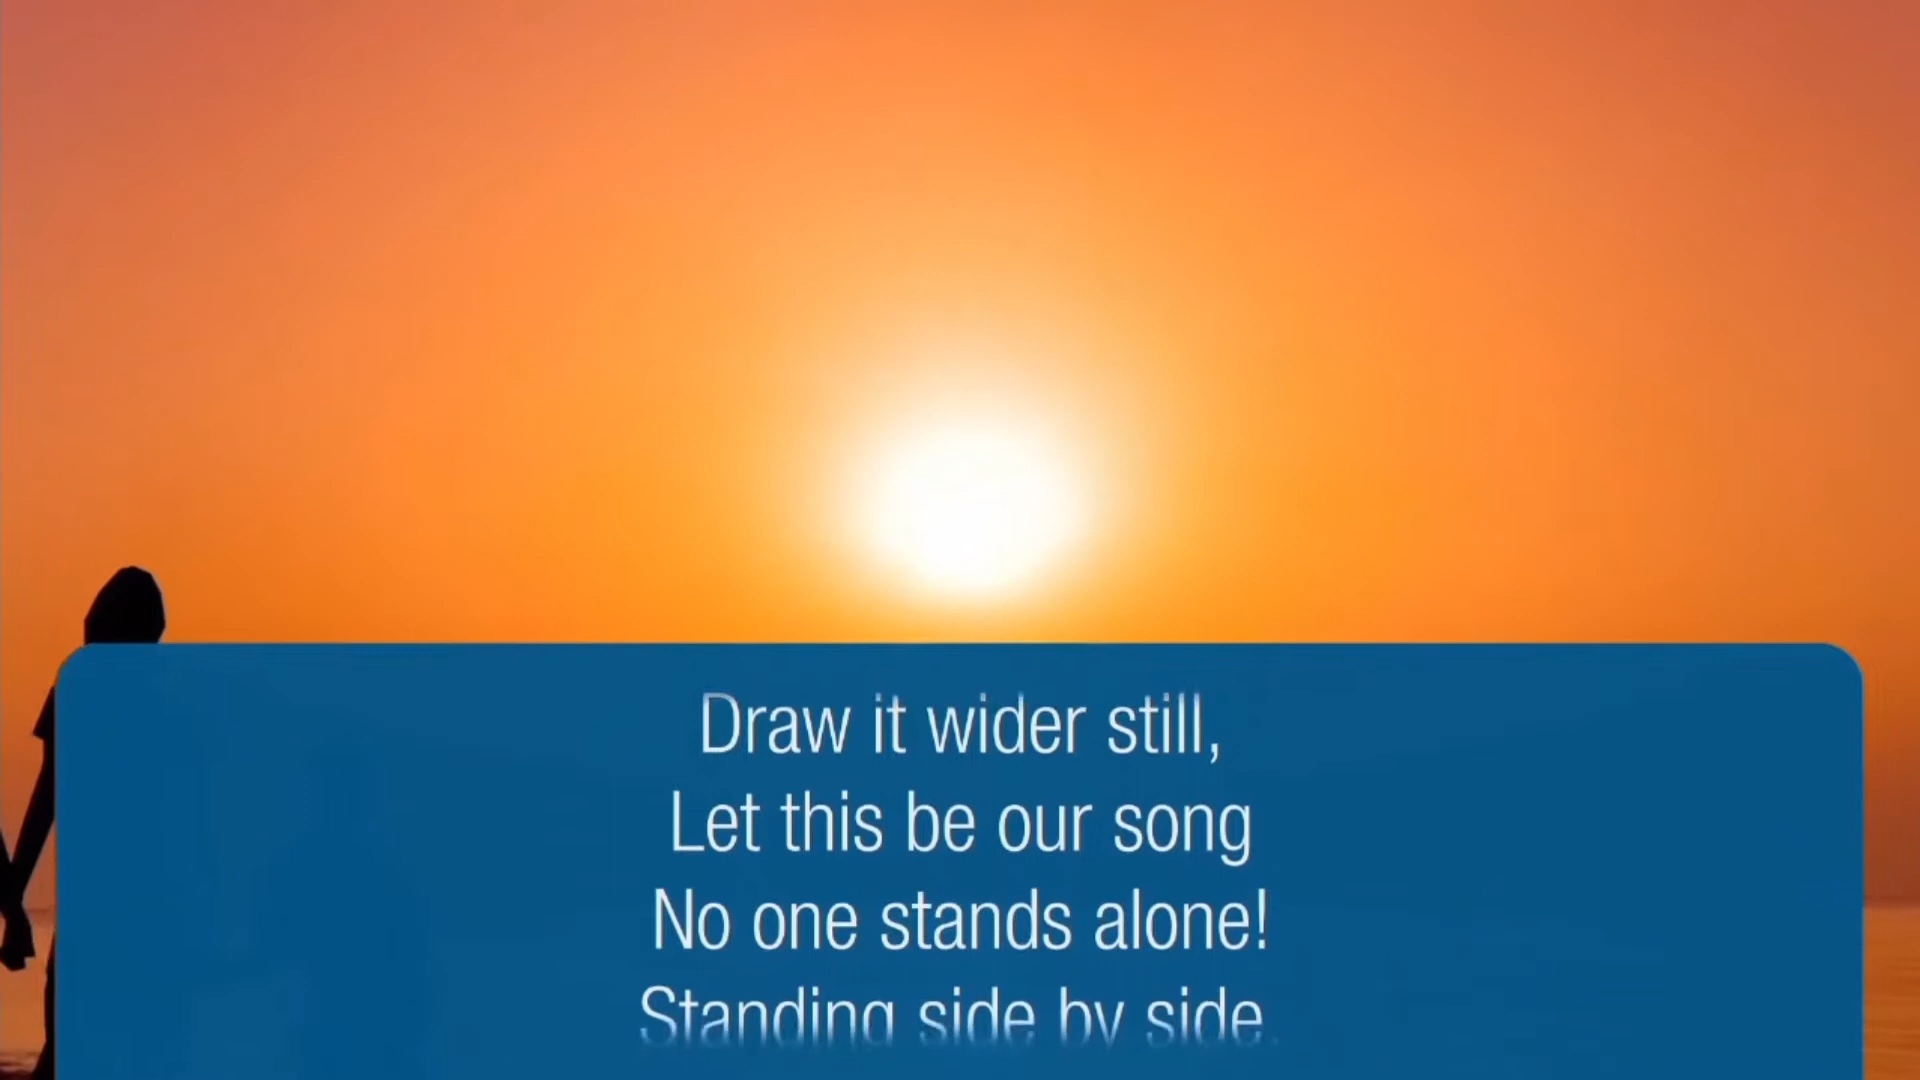 Draw it wider still,
Let this be our song
No one stands alone!
Standing side by side,